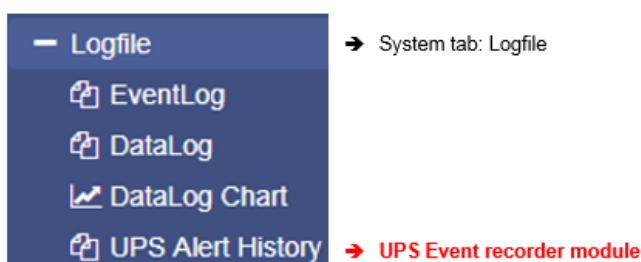 Logfile ➔ System tab: Logfile
EventLog
DataLog
DataLog Chart
UPS Alert History ➔ UPS Event recorder module